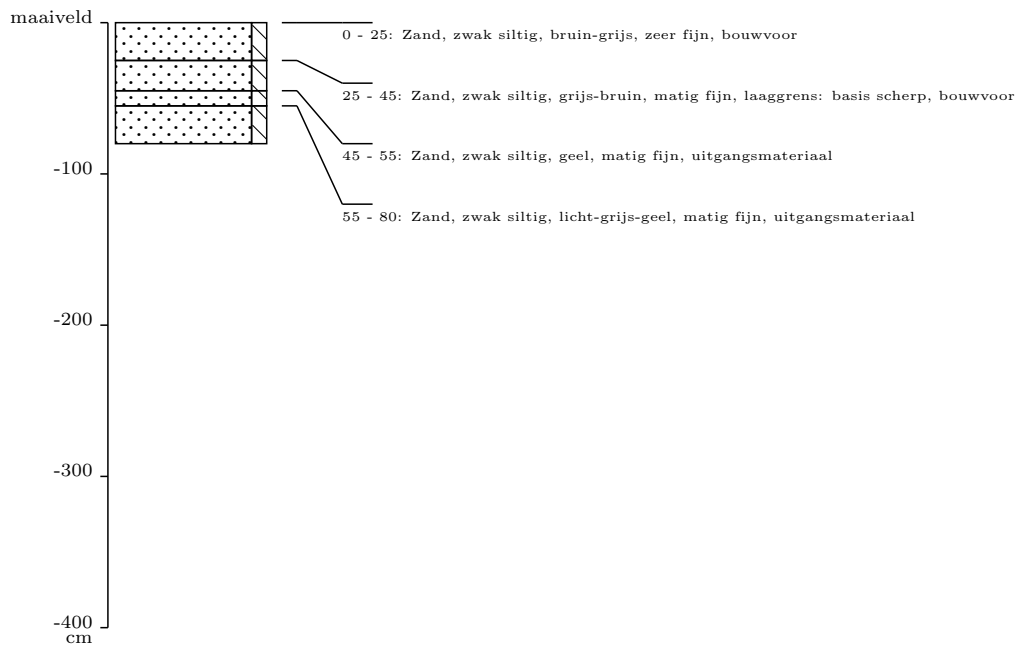 maaiveld
0 - 25: Zand, zwak siltig, bruin-grijs, zeer fijn, bouwvoor
25 - 45: Zand, zwak siltig, grijs-bruin, matig fijn, laaggrens: basis scherp, bouwvoor
45 - 55: Zand, zwak siltig, geel, matig fijn, uitgangsmateriaal
-100
55 - 80: Zand, zwak siltig, licht-grijs-geel, matig fijn, uitgangsmateriaal
-200
-300
-400
cm